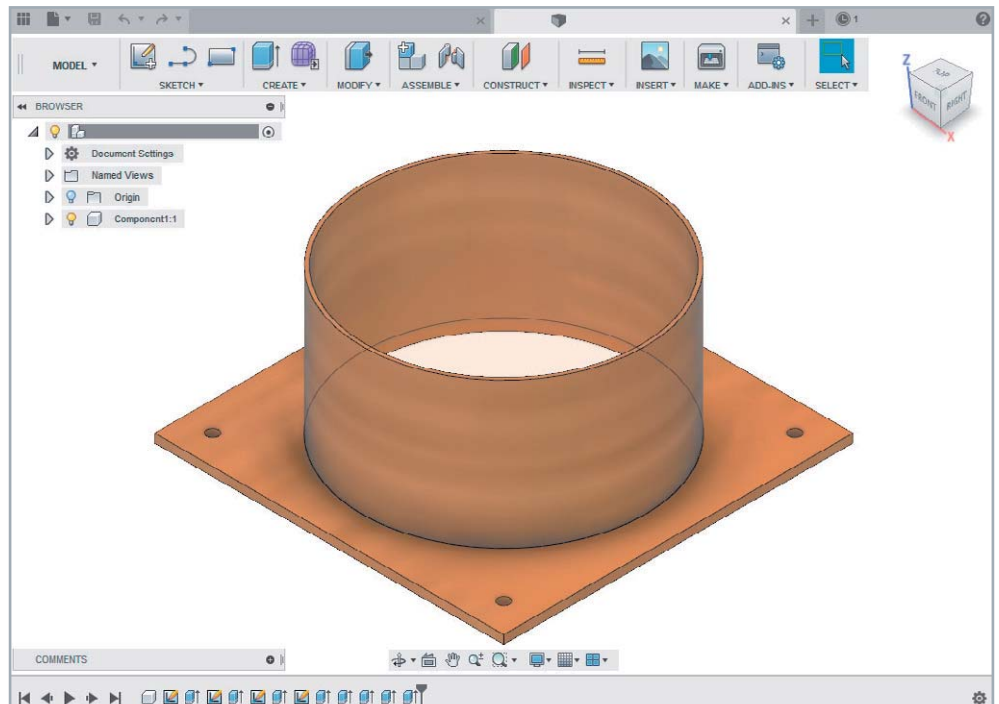 1
MODEL ▾
SKETCH ▾
CREATE ▾
MODIFY ▾
ASSEMBLE ▾
CONSTRUCT ▾
INSPECT ▾
INSERT ▾
MAKE ▾
ADD-INS ▾
SELECT ▾
Z
FRONT
RIGHT
X
BROWSER
Document Settings
Named Views
Origin
Component1:1
COMMENTS